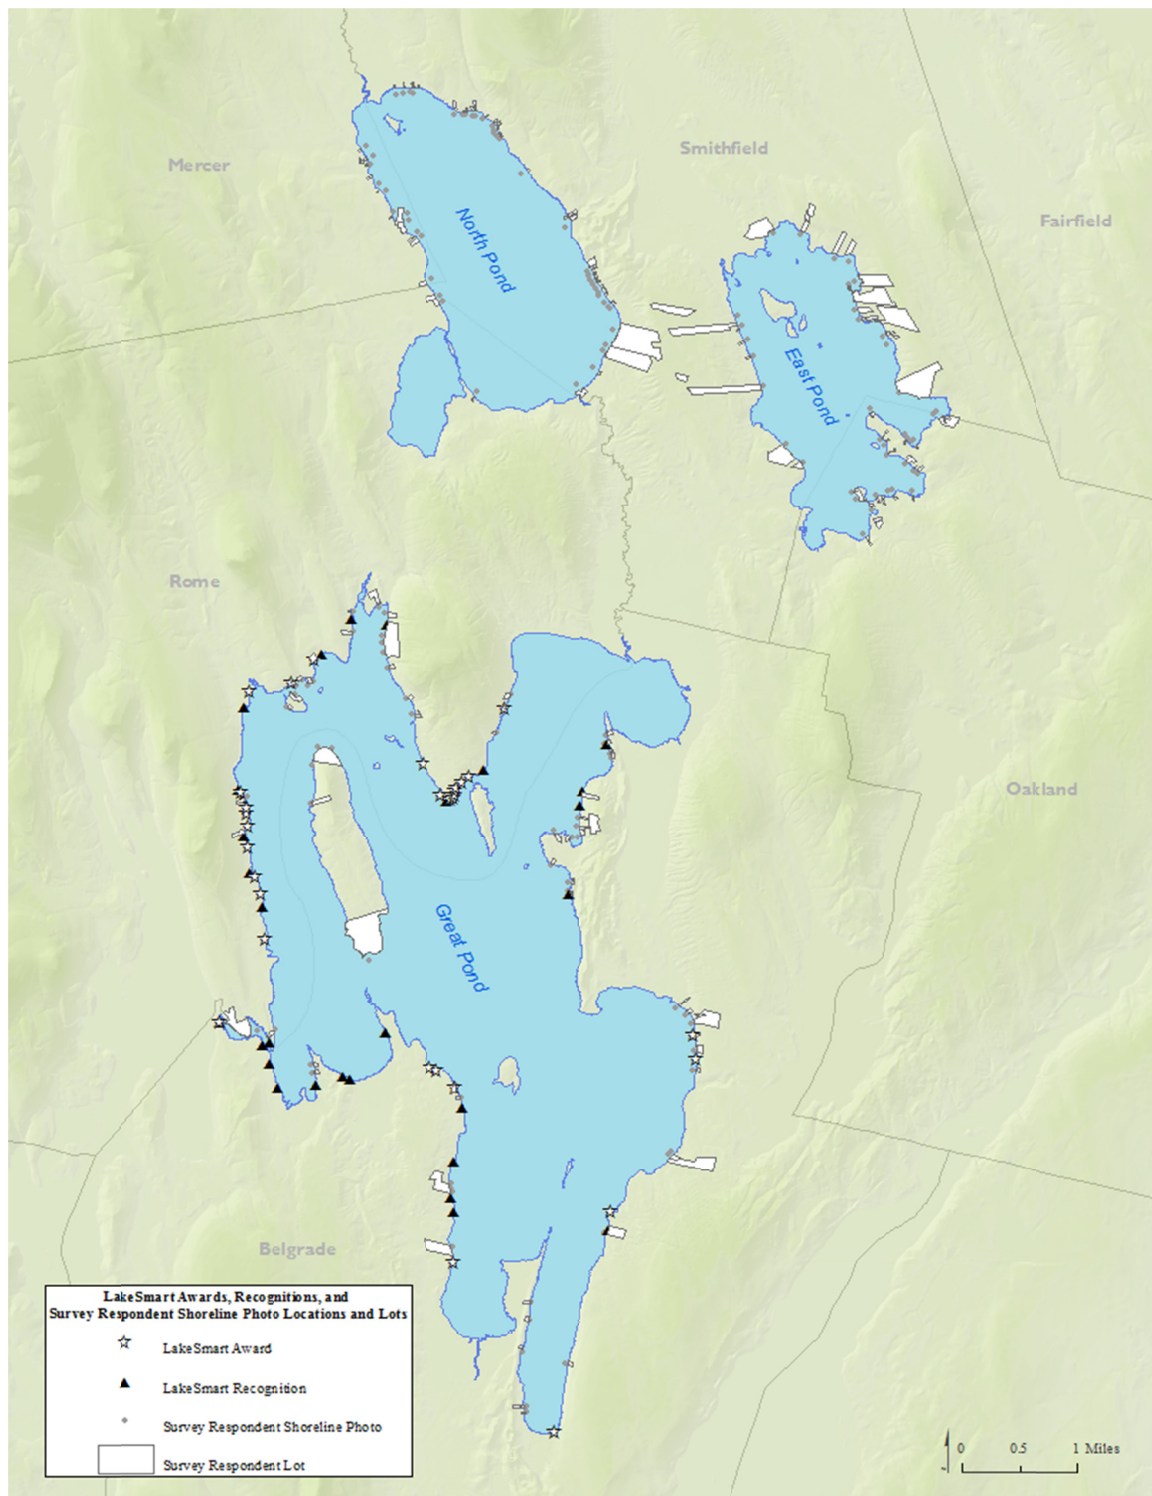 Mercer
Smithfield
Fairfield
North Pond
East Pond
Rome
Oakland
Great Pond
Belgrade
LakeSmart Awards, Recognitions, and
Survey Respondent Shoreline Photo Locations and Lots
LakeSmart Award
LakeSmart Recognition
Survey Respondent Shoreline Photo
Survey Respondent Lot
0 0.5 1 Miles